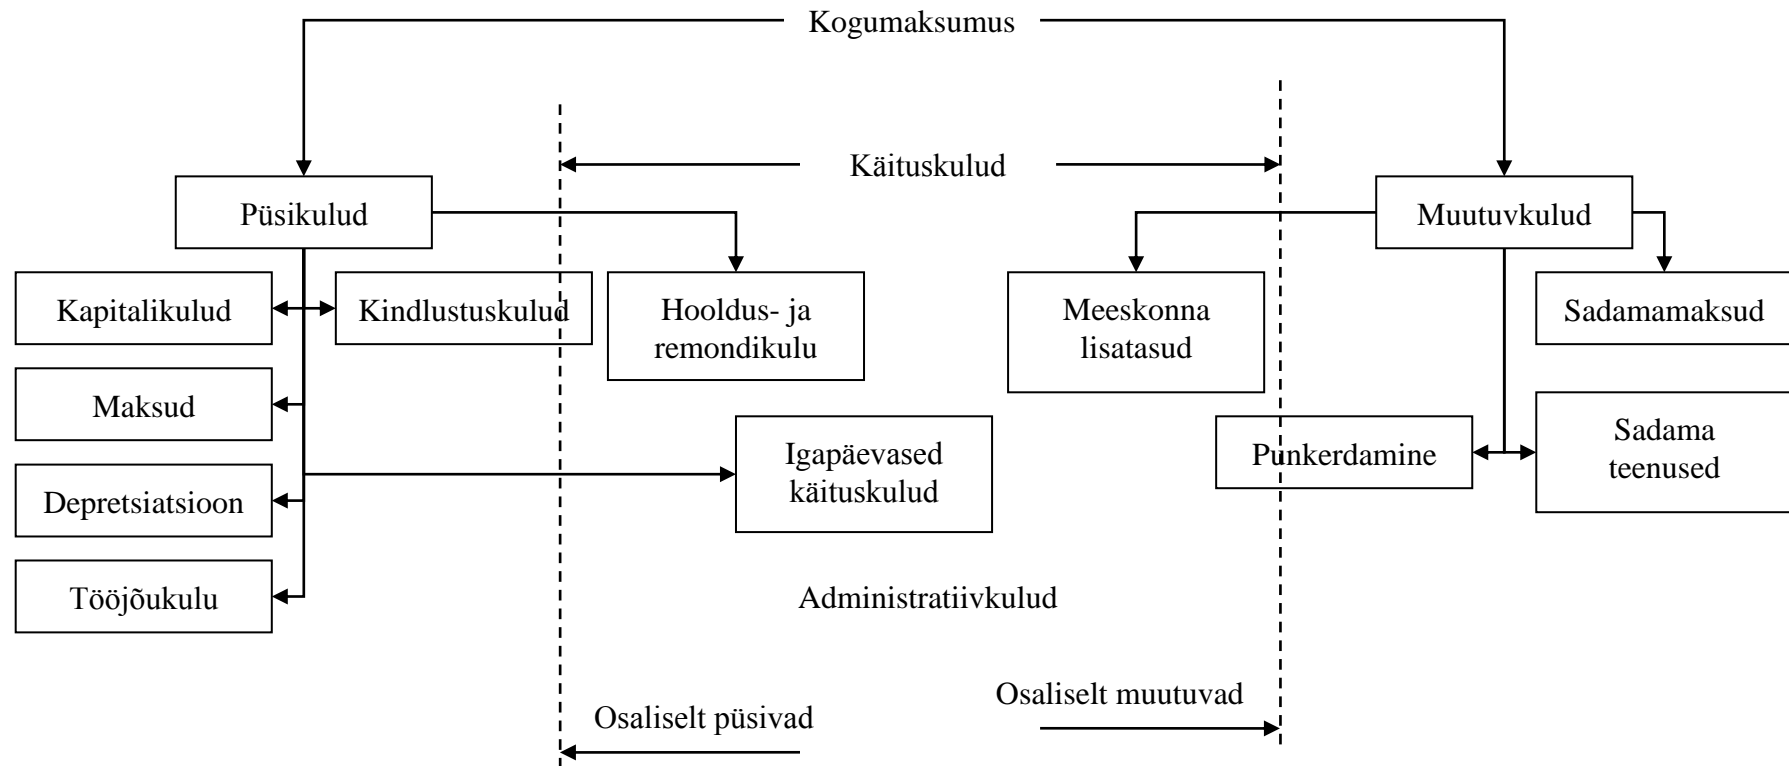 Kogumaksumus
Käituskulud
Püsikulud
Muutuvkulud
Kapitalikulud
Kindlustuskulud
Hooldus- ja
remondikulu
Meeskonna
lisatasud
Sadamamaksud
Maksud
Igapäevased
käituskulud
Punkerdamine
Sadama
teenused
Depretsiatsioon
Tööjõukulu
Administratiivkulud
Osaliselt püsivad
Osaliselt muutuvad